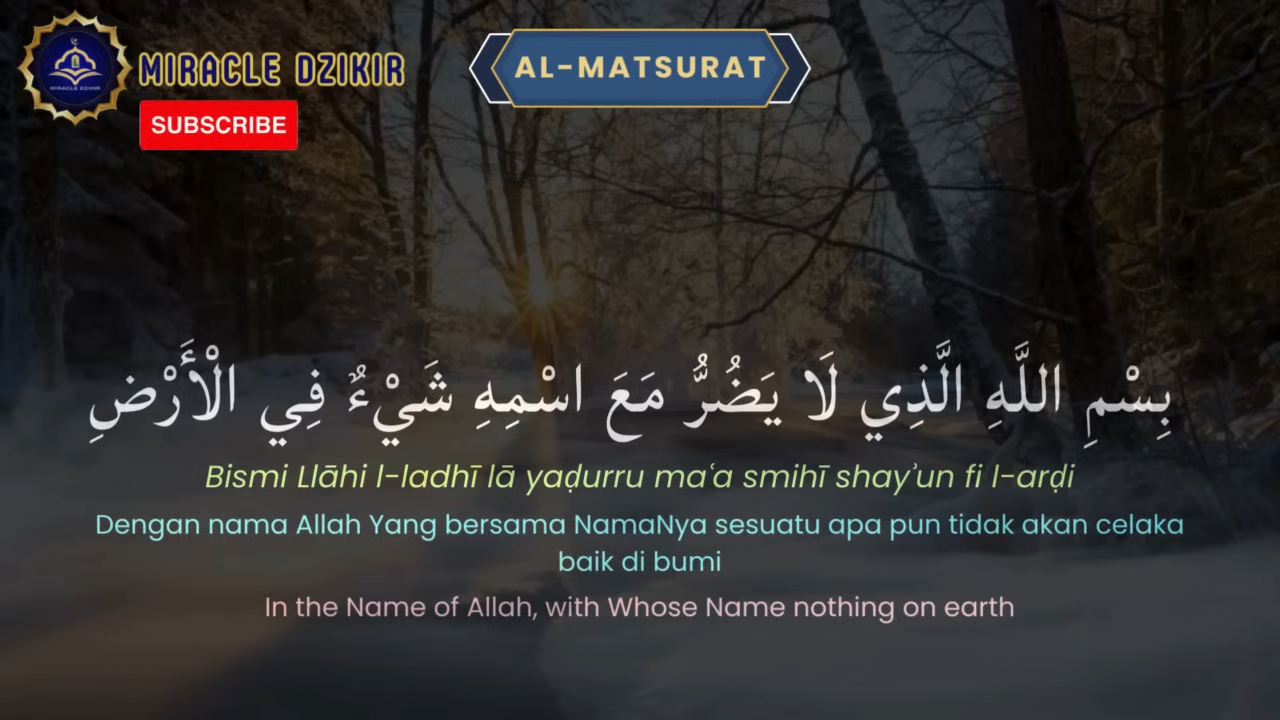 MIRACLE DZIKIR
MIRACLE DZIKIR
SUBSCRIBE
AL-MATSURAT
بِسْمِ اللَّهِ الَّذِي لَا يَضُرُّ مَعَ اسْمِهِ شَيْءٌ فِي الْأَرْضِ
Bismi Llāhi l-ladhī lā yaḍurru maʿa smihī shayʾun fi l-arḍi
Dengan nama Allah Yang bersama NamaNya sesuatu apa pun tidak akan celaka
baik di bumi
In the Name of Allah, with Whose Name nothing on earth